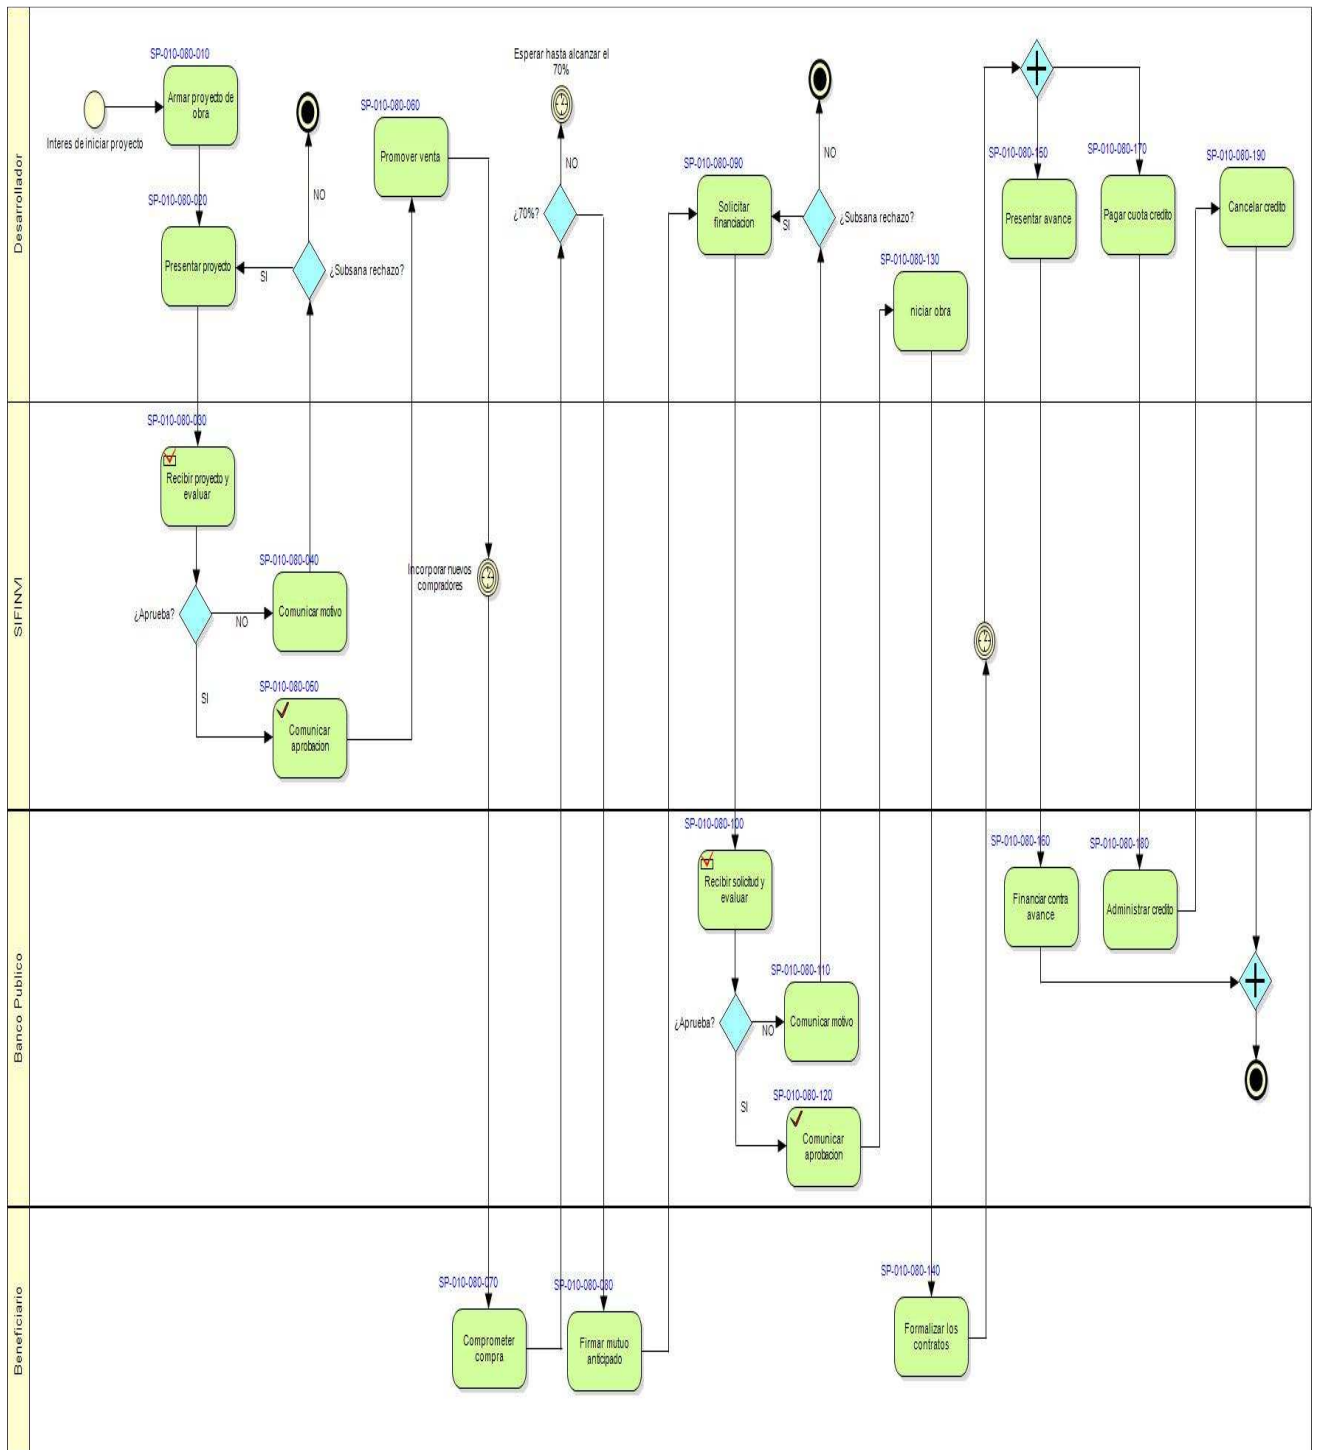 Desarrollador
SP-010-080-010
Armar proyecto de
obra
Interes de iniciar proyecto
SP-010-080-020
Presentar proyecto
NO
SI
¿Subsana rechazo?
SP-010-080-060
Promover venta
Esperar hasta alcanzar el
70%
NO
¿70%?
SP-010-080-090
Solicitar
financiacion
NO
SI
¿Subsana rechazo?
SP-010-080-130
niciar obra
SP-010-080-150
Presentar avance
SP-010-080-170
Pagar cuota credito
SP-010-080-190
Cancelar credito
SIFINVI
SP-010-080-030
Recibir proyecto y
evaluar
¿Aprueba?
NO
SI
SP-010-080-040
Comunicar motivo
SP-010-080-050
Comunicar
aprobacion
Incorporar nuevos
compradores
Banco Publico
SP-010-080-100
Recibir solicitud y
evaluar
¿Aprueba?
NO
SI
SP-010-080-110
Comunicar motivo
SP-010-080-120
Comunicar
aprobacion
SP-010-080-160
Financiar contra
avance
SP-010-080-180
Administrar credito
Beneficiario
SP-010-080-070
Comprometer
compra
SP-010-080-080
Firmar mutuo
anticipado
SP-010-080-140
Formalizar los
contratos